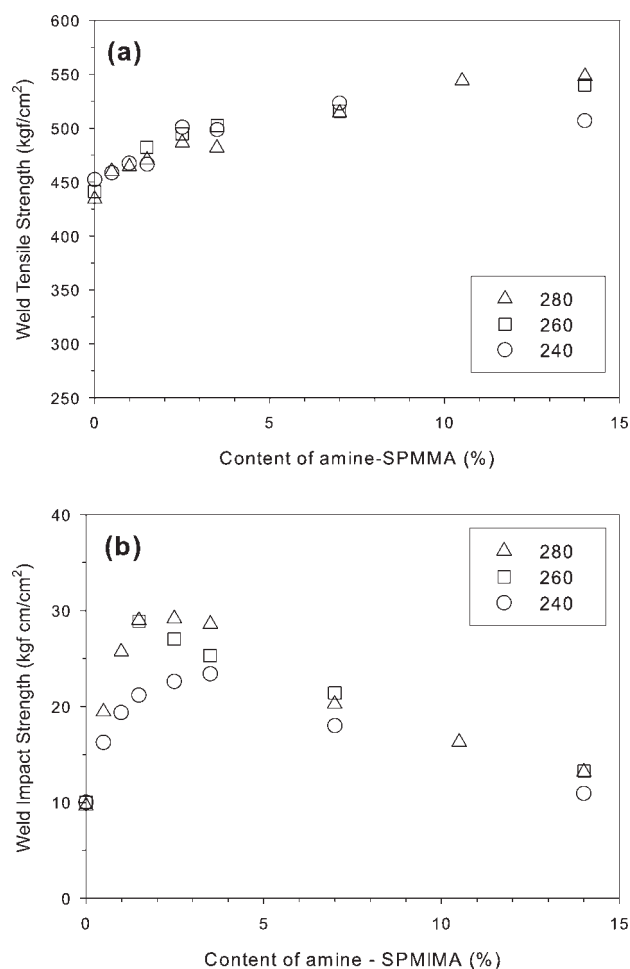 (a)
Weld Tensile Strength (kgf/cm²)
600
550
500
450
400
350
300
250
280
260
240
0 5 10 15
Content of amine-SPMMA (%)
(b)
Weld Impact Strength (kgf cm/cm²)
40
30
20
10
0
280
260
240
0 5 10 15
Content of amine - SPMIMA (%)